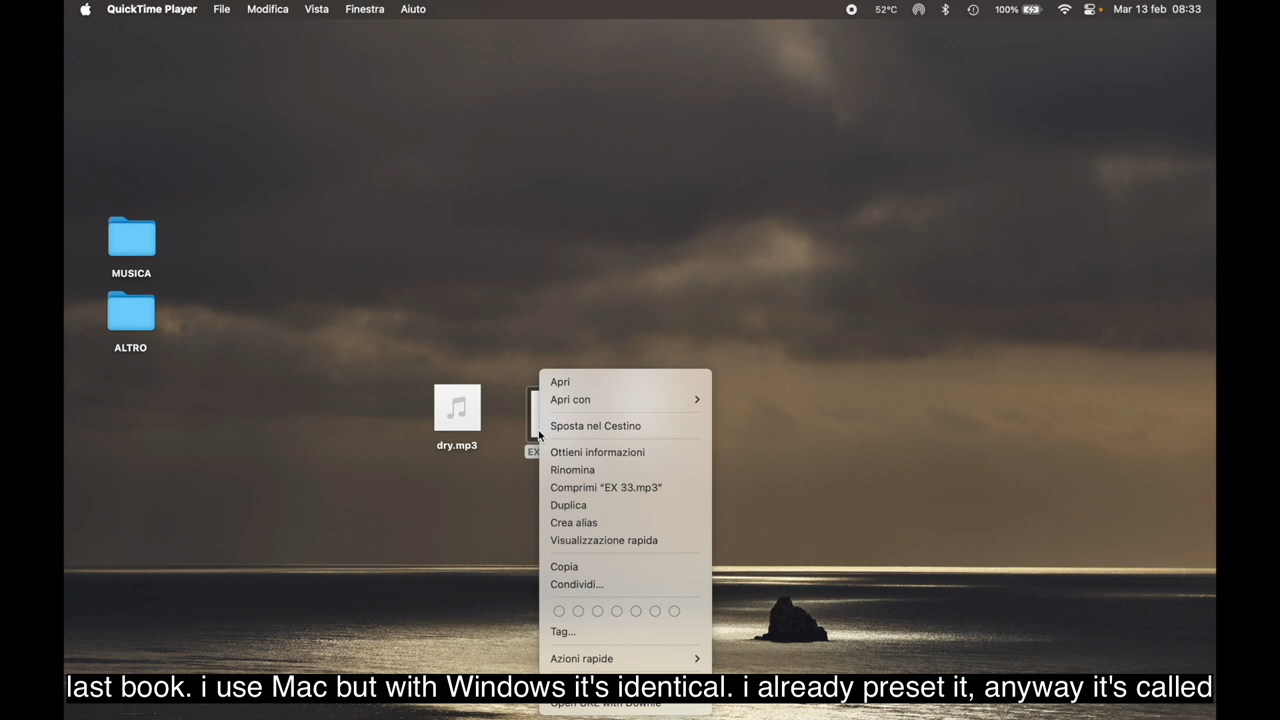 QuickTime Player File Modifica Vista Finestra Aiuto 52°C 100% Mar 13 feb 08:33
MUSICA
ALTRO
dry.mp3
EX
Apri
Apri con
Sposta nel Cestino
Ottieni informazioni
Rinomina
Comprimi "EX 33.mp3"
Duplica
Crea alias
Visualizzazione rapida
Copia
Condividi...
Tag...
Azioni rapide
last book. i use Mac but with Windows it's identical. i already preset it, anyway it's called
Open URL with Downie